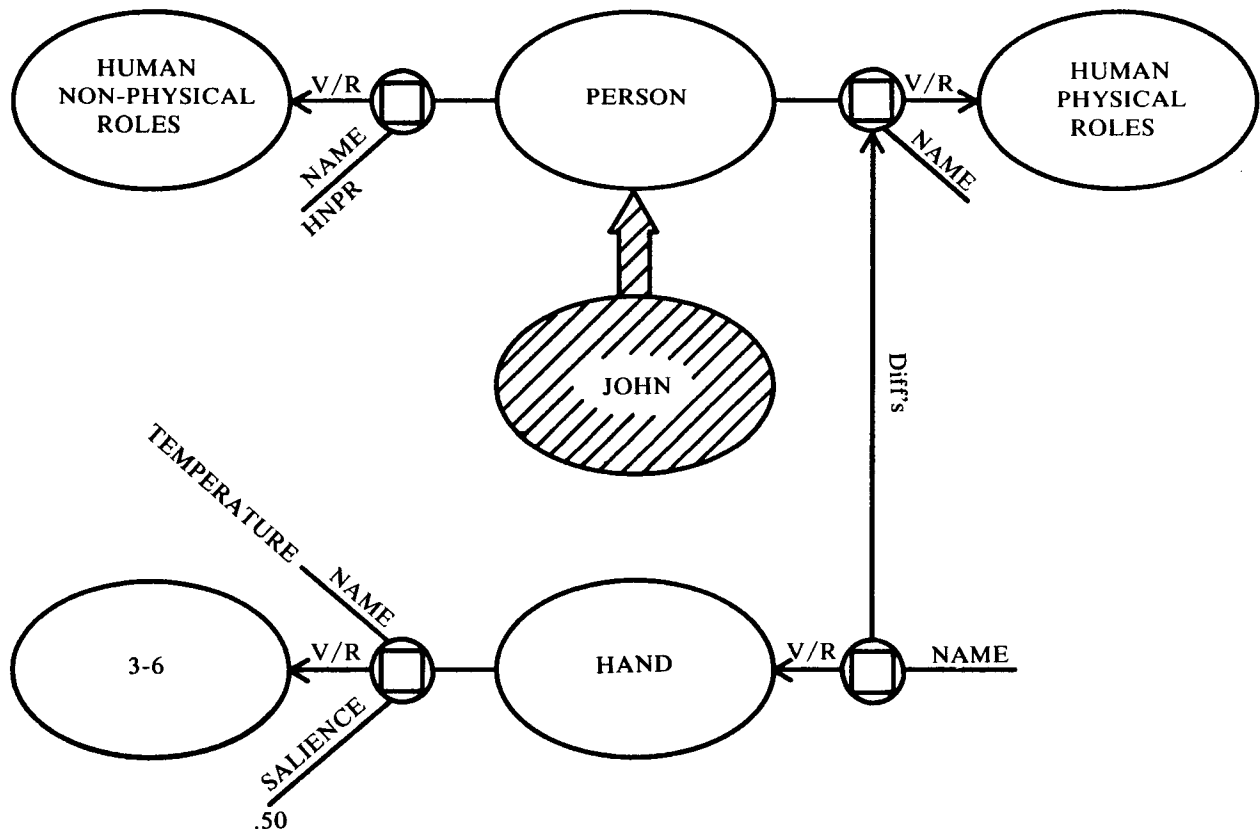 HUMAN
NON-PHYSICAL
ROLES
V/R
NAME
HNPR
PERSON
V/R
NAME
HUMAN
PHYSICAL
ROLES
JOHN
Diff's
TEMPERATURE
NAME
3-6
V/R
SALIENCE
.50
HAND
V/R
NAME